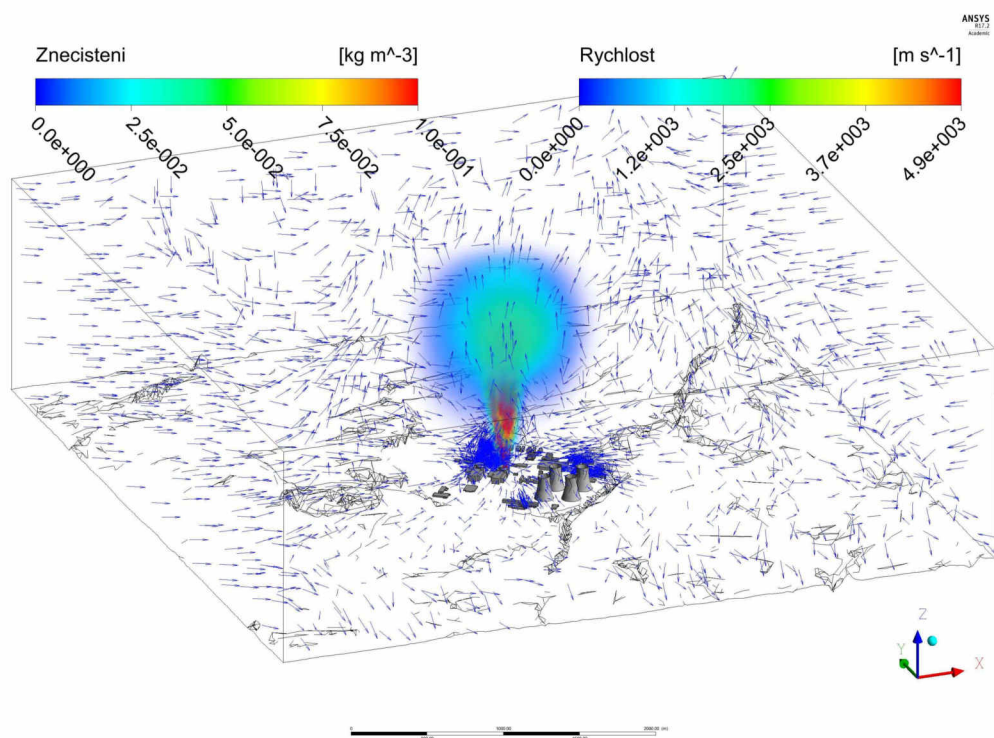 ANSYS
R17.2
Academic
Znecisteni [kg m^-3]
0.0e+000 2.5e-002 5.0e-002 7.5e-002 1.0e-001
Rychlost [m s^-1]
0.0e+000 1.2e+003 2.5e+003 3.7e+003 4.9e+003
Z
Y
X
0 1000.00 2000.00 (m)